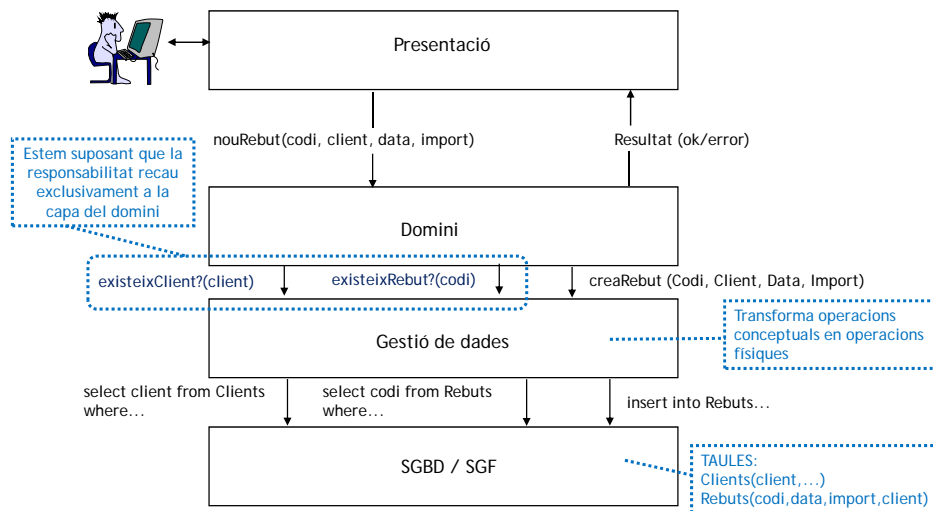 Presentació
nouRebut(codi, client, data, import)
Resultat (ok/error)
Estem suposant que la
responsabilitat recau
exclusivament a la
capa del domini
Domini
existeixClient?(client)
existeixRebut?(codi)
creaRebut (Codi, Client, Data, Import)
Gestió de dades
Transforma operacions
conceptuals en operacions
físiques
select client from Clients
where...
select codi from Rebuts
where...
insert into Rebuts...
SGBD / SGF
TAULES:
Clients(client,...)
Rebuts(codi,data,import,client)